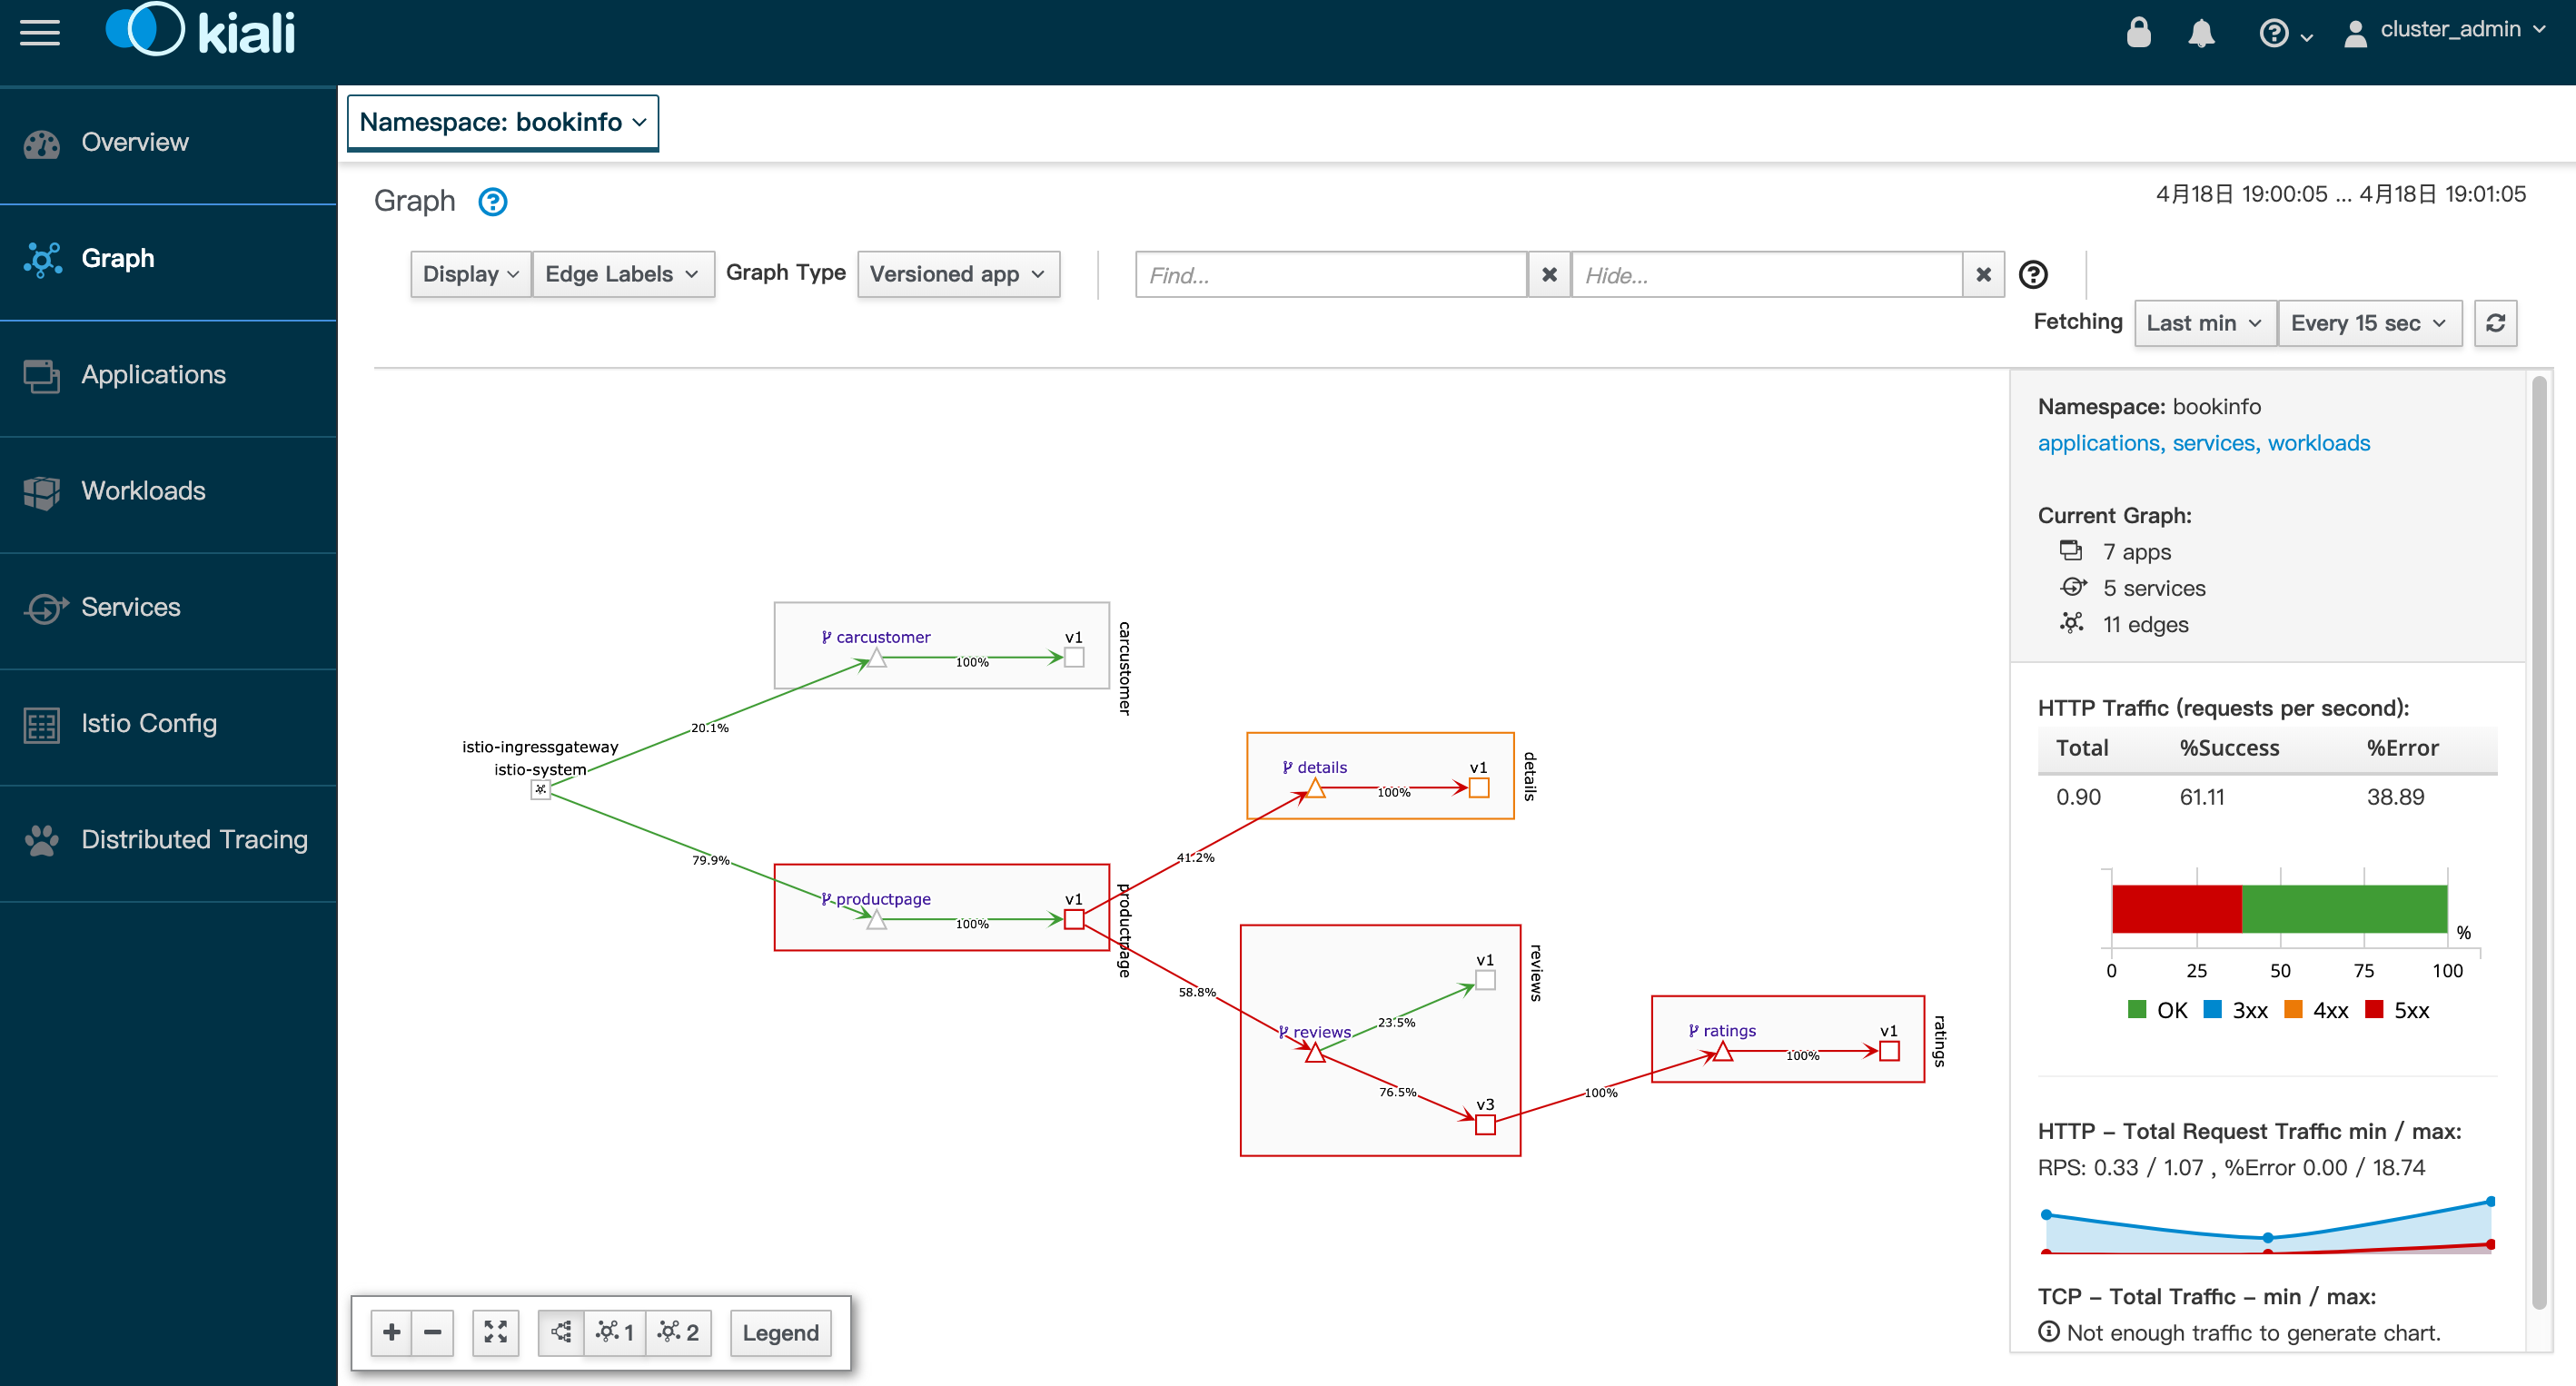 kiali
cluster_admin
Overview
Graph
Applications
Workloads
Services
Istio Config
Distributed Tracing
Namespace: bookinfo
Graph
4月18日 19:00:05 ... 4月18日 19:01:05
Display
Edge Labels
Graph Type
Versioned app
Find...
Hide...
Fetching
Last min
Every 15 sec
carcustomer
v1
100%
carcustomer
20.1%
istio-ingressgateway
istio-system
79.9%
productpage
v1
100%
productpage
41.2%
details
v1
100%
details
58.8%
reviews
v1
23.5%
76.5%
v3
reviews
100%
ratings
v1
100%
ratings
1
2
Legend
Namespace: bookinfo
applications, services, workloads
Current Graph:
7 apps
5 services
11 edges
HTTP Traffic (requests per second):
Total %Success %Error
0.90 61.11 38.89
%
0 25 50 75 100
OK 3xx 4xx 5xx
HTTP – Total Request Traffic min / max:
RPS: 0.33 / 1.07 , %Error 0.00 / 18.74
TCP – Total Traffic – min / max:
Not enough traffic to generate chart.